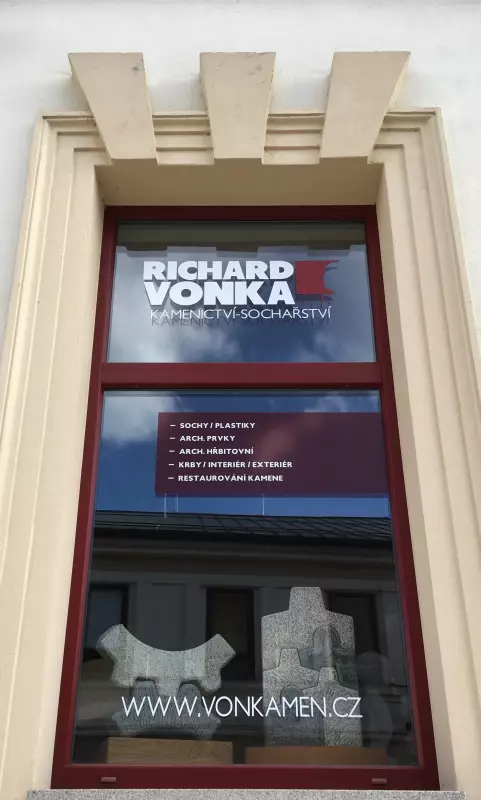 RICHARD
VONKA
KAMENICTVÍ-SOCHAŘSTVÍ
– SOCHY / PLASTIKY
– ARCH. PRVKY
– ARCH. HŘBITOVNÍ
– KRBY / INTERIÉR / EXTERIÉR
– RESTAUROVÁNÍ KAMENE
WWW.VONKAMEN.CZ